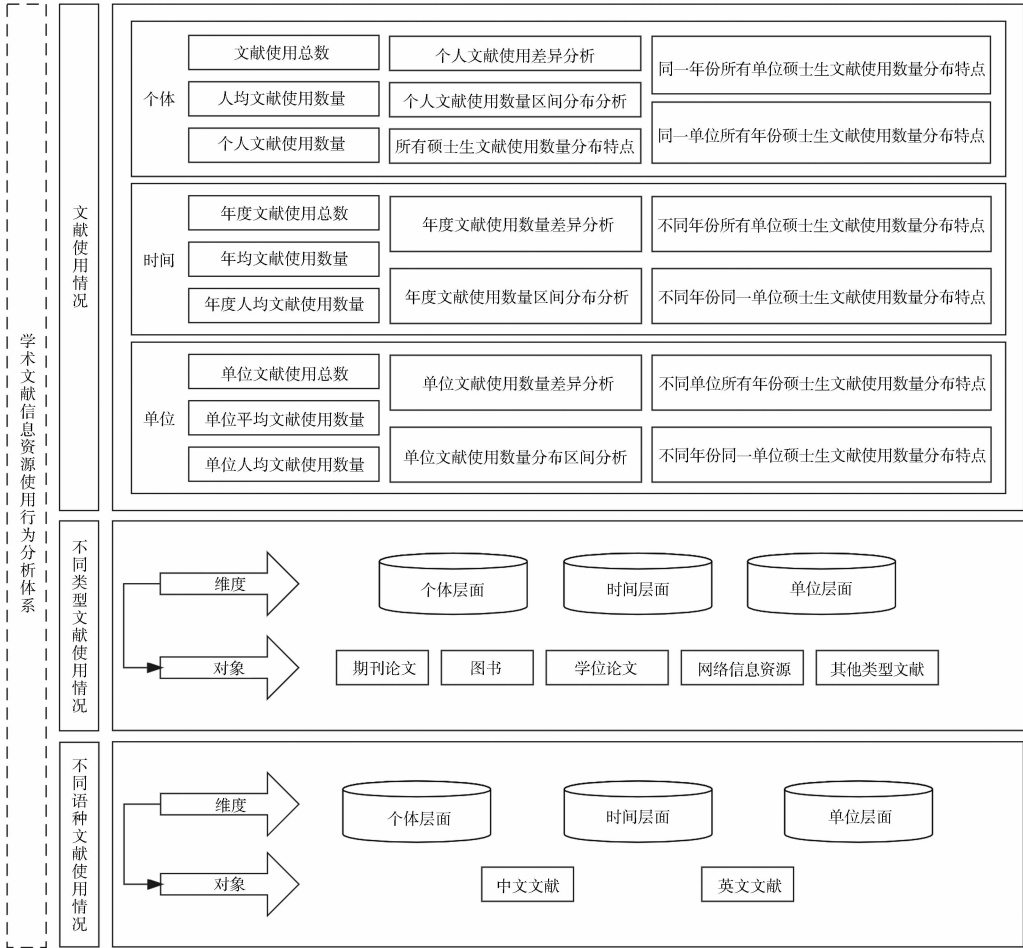 学术文献信息资源使用行为分析体系
文献使用情况
个体
文献使用总数
人均文献使用数量
个人文献使用数量
个人文献使用差异分析
个人文献使用数量区间分布分析
所有硕士生文献使用数量分布特点
同一年份所有单位硕士生文献使用数量分布特点
同一单位所有年份硕士生文献使用数量分布特点
时间
年度文献使用总数
年均文献使用数量
年度人均文献使用数量
年度文献使用数量差异分析
年度文献使用数量区间分布分析
不同年份所有单位硕士生文献使用数量分布特点
不同年份同一单位硕士生文献使用数量分布特点
单位
单位文献使用总数
单位平均文献使用数量
单位人均文献使用数量
单位文献使用数量差异分析
单位文献使用数量分布区间分析
不同单位所有年份硕士生文献使用数量分布特点
不同年份同一单位硕士生文献使用数量分布特点
不同类型文献使用情况
维度
个体层面
时间层面
单位层面
对象
期刊论文
图书
学位论文
网络信息资源
其他类型文献
不同语种文献使用情况
维度
个体层面
时间层面
单位层面
对象
中文文献
英文文献